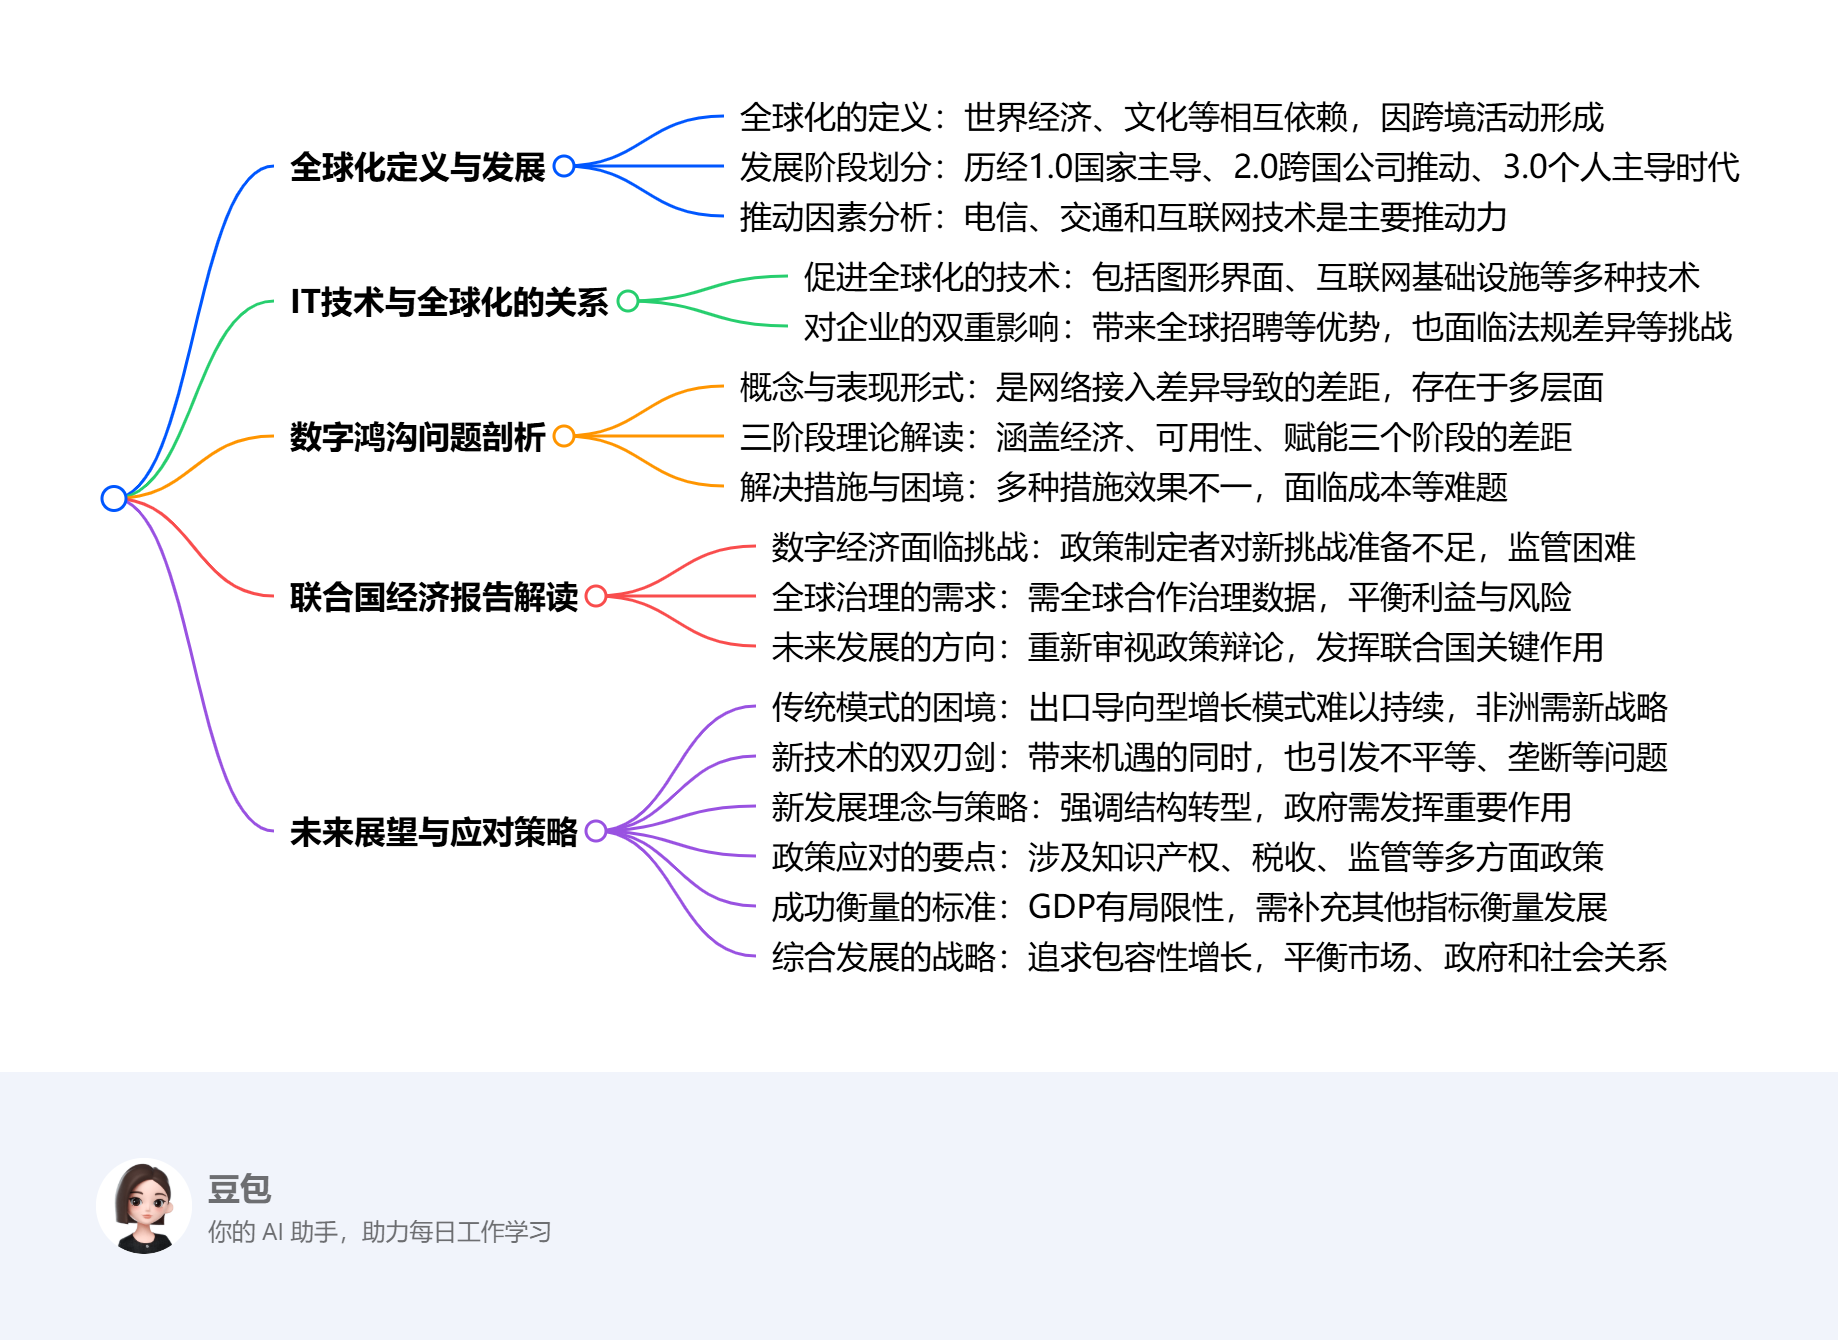 全球化定义与发展
全球化的定义：世界经济、文化等相互依赖，因跨境活动形成
发展阶段划分：历经1.0国家主导、2.0跨国公司推动、3.0个人主导时代
推动因素分析：电信、交通和互联网技术是主要推动力
IT技术与全球化的关系
促进全球化的技术：包括图形界面、互联网基础设施等多种技术
对企业的双重影响：带来全球招聘等优势，也面临法规差异等挑战
数字鸿沟问题剖析
概念与表现形式：是网络接入差异导致的差距，存在于多层面
三阶段理论解读：涵盖经济、可用性、赋能三个阶段的差距
解决措施与困境：多种措施效果不一，面临成本等难题
联合国经济报告解读
数字经济面临挑战：政策制定者对新挑战准备不足，监管困难
全球治理的需求：需全球合作治理数据，平衡利益与风险
未来发展的方向：重新审视政策辩论，发挥联合国关键作用
未来展望与应对策略
传统模式的困境：出口导向型增长模式难以持续，非洲需新战略
新技术的双刃剑：带来机遇的同时，也引发不平等、垄断等问题
新发展理念与策略：强调结构转型，政府需发挥重要作用
政策应对的要点：涉及知识产权、税收、监管等多方面政策
成功衡量的标准：GDP有局限性，需补充其他指标衡量发展
综合发展的战略：追求包容性增长，平衡市场、政府和社会关系
豆包
你的 AI 助手，助力每日工作学习